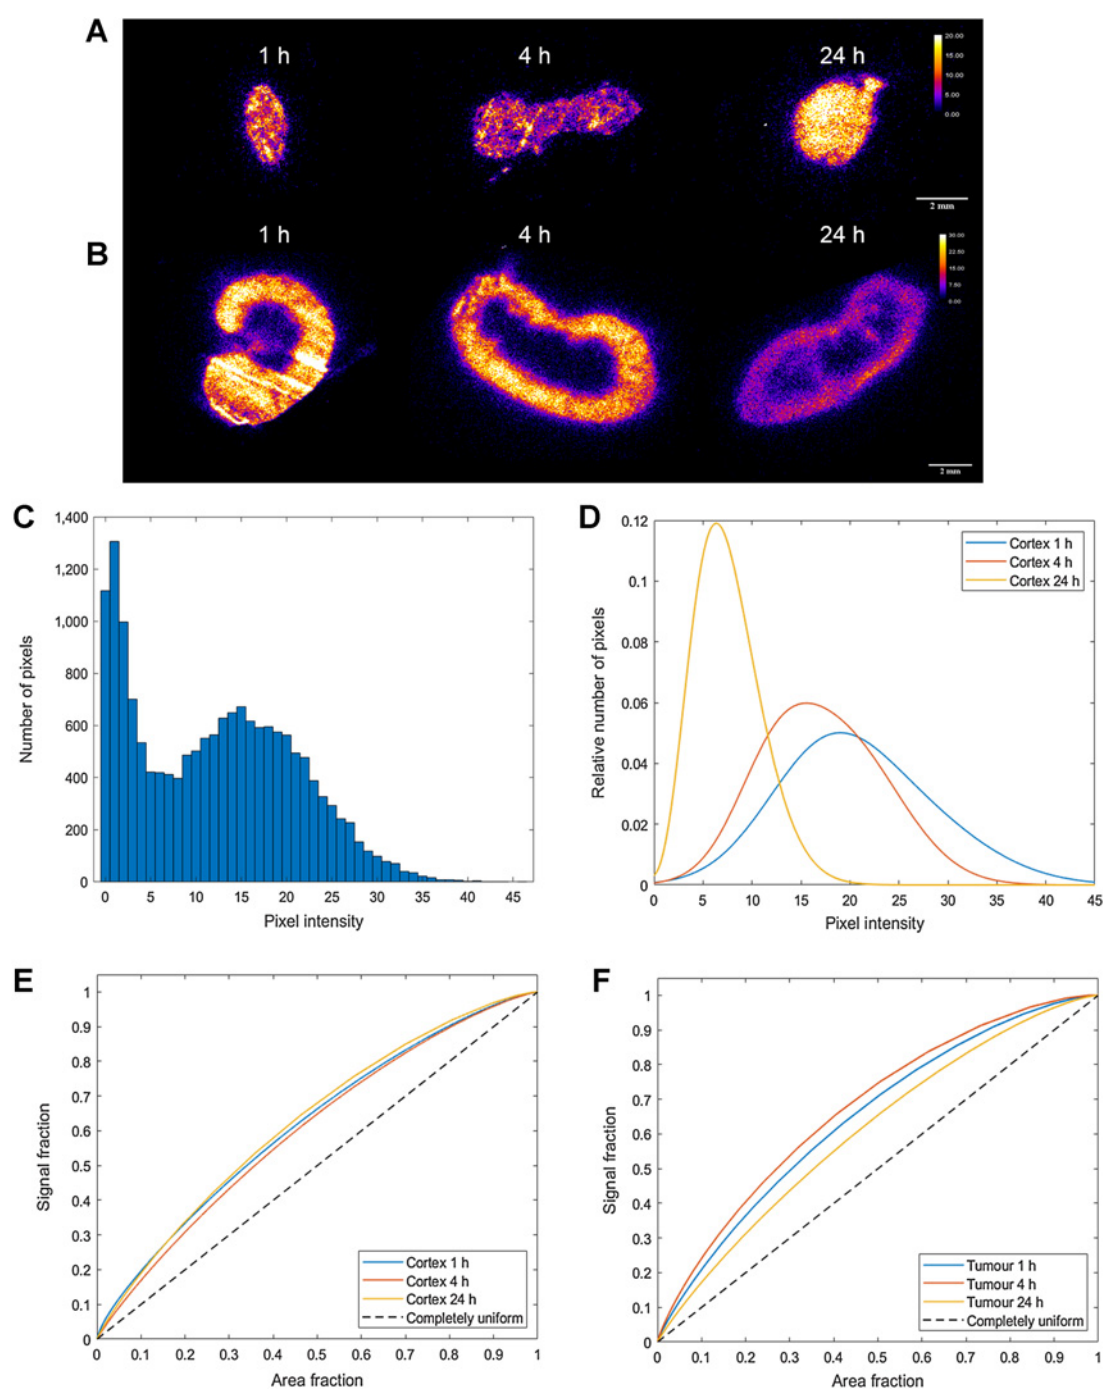 A
1 h
4 h
24 h
20.00
15.00
10.00
5.00
0.00
2 mm
B
1 h
4 h
24 h
30.00
22.50
15.00
7.50
0.00
2 mm
C
1,400
1,200
1,000
800
600
400
200
0
0 5 10 15 20 25 30 35 40 45
Number of pixels
Pixel intensity
D
0.12
0.1
0.08
0.06
0.04
0.02
0
0 5 10 15 20 25 30 35 40 45
Relative number of pixels
Pixel intensity
Cortex 1 h
Cortex 4 h
Cortex 24 h
E
1
0.9
0.8
0.7
0.6
0.5
0.4
0.3
0.2
0.1
0
0 0.1 0.2 0.3 0.4 0.5 0.6 0.7 0.8 0.9 1
Signal fraction
Area fraction
Cortex 1 h
Cortex 4 h
Cortex 24 h
Completely uniform
F
1
0.9
0.8
0.7
0.6
0.5
0.4
0.3
0.2
0.1
0
0 0.1 0.2 0.3 0.4 0.5 0.6 0.7 0.8 0.9 1
Signal fraction
Area fraction
Tumour 1 h
Tumour 4 h
Tumour 24 h
Completely uniform